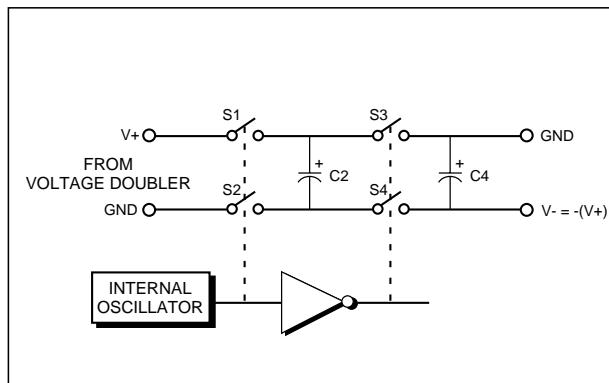 S1
S3
V+
GND
FROM
VOLTAGE DOUBLER
+
C2
+
C4
S2
S4
GND
V- = -(V+)
INTERNAL
OSCILLATOR